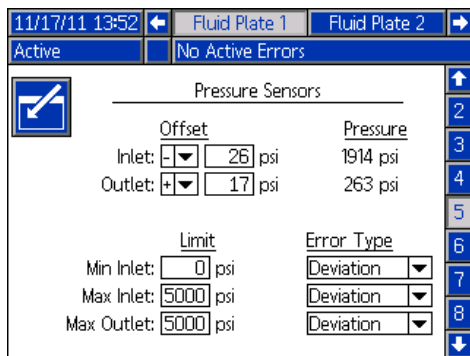 11/17/11 13:52 Fluid Plate 1 Fluid Plate 2
Active No Active Errors
Pressure Sensors
Offset Pressure
Inlet: - 26 psi 1914 psi
Outlet: + 17 psi 263 psi
Limit Error Type
Min Inlet: 0 psi Deviation
Max Inlet: 5000 psi Deviation
Max Outlet: 5000 psi Deviation
2
3
4
5
6
7
8